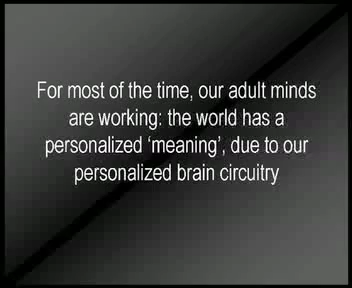 For most of the time, our adult minds
are working: the world has a
personalized ‘meaning’, due to our
personalized brain circuitry